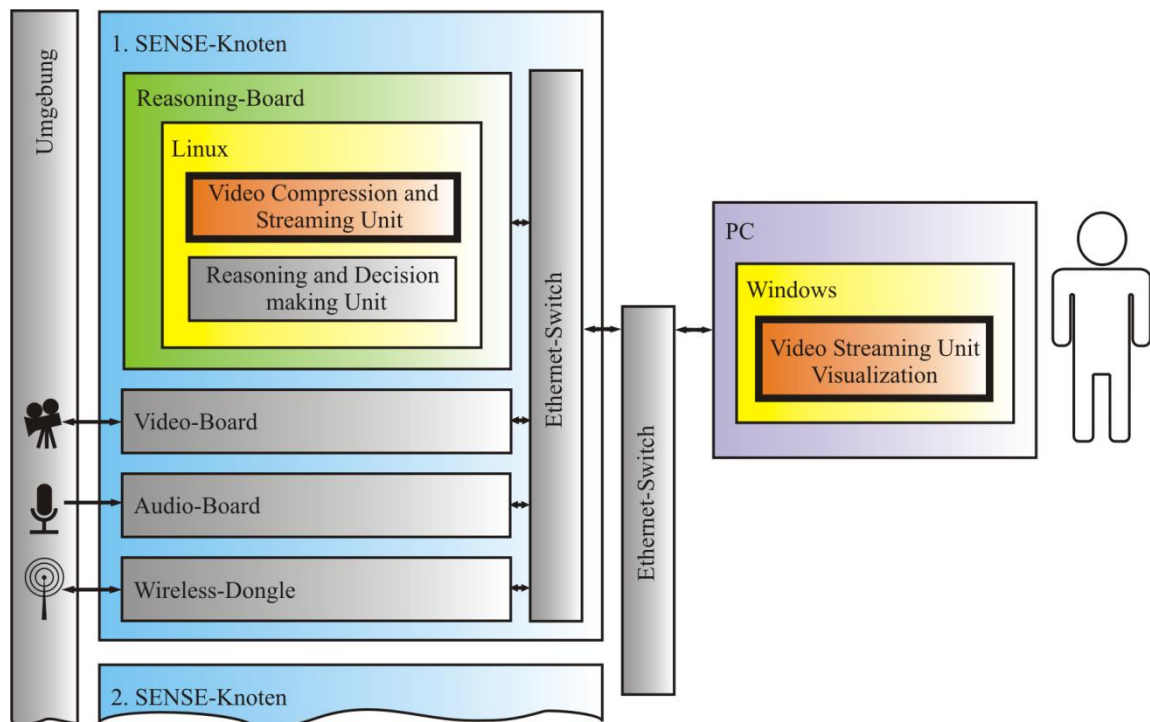 Umgebung
1. SENSE-Knoten
Reasoning-Board
Linux
Video Compression and
Streaming Unit
Reasoning and Decision
making Unit
Video-Board
Audio-Board
Wireless-Dongle
Ethernet-Switch
Ethernet-Switch
PC
Windows
Video Streaming Unit
Visualization
2. SENSE-Knoten